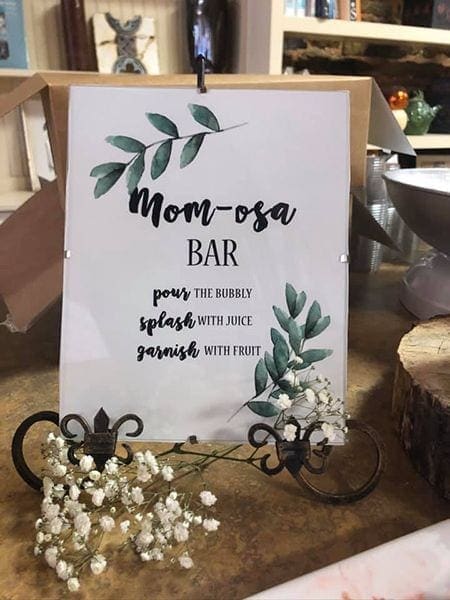 Mom-osa
BAR
pour THE BUBBLY
splash WITH JUICE
garnish WITH FRUIT